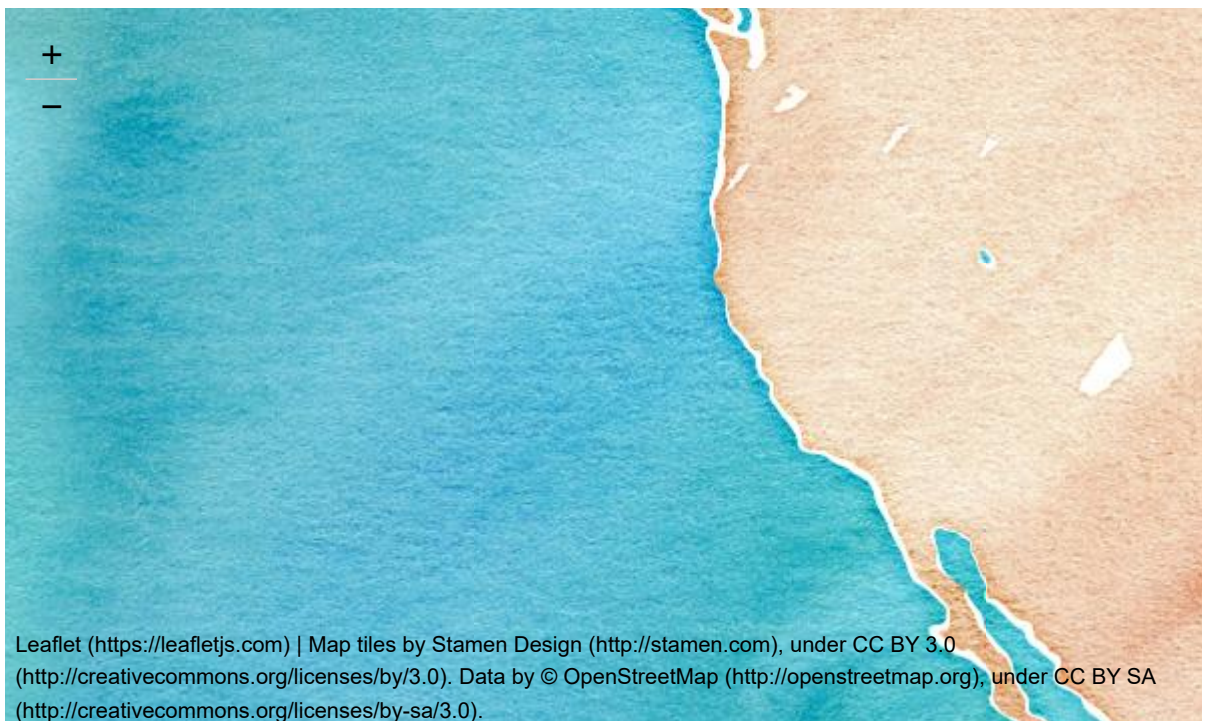 +
−
Leaflet (https://leafletjs.com) | Map tiles by Stamen Design (http://stamen.com), under CC BY 3.0
(http://creativecommons.org/licenses/by/3.0). Data by © OpenStreetMap (http://openstreetmap.org), under CC BY SA
(http://creativecommons.org/licenses/by-sa/3.0).